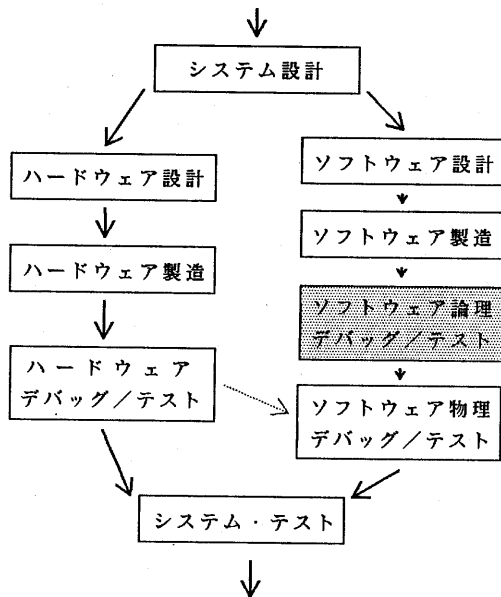 システム設計
ハードウェア設計
ソフトウェア設計
ハードウェア製造
ソフトウェア製造
ソフトウェア論理
デバッグ/テスト
ハードウェア
デバッグ/テスト
ソフトウェア物理
デバッグ/テスト
システム・テスト